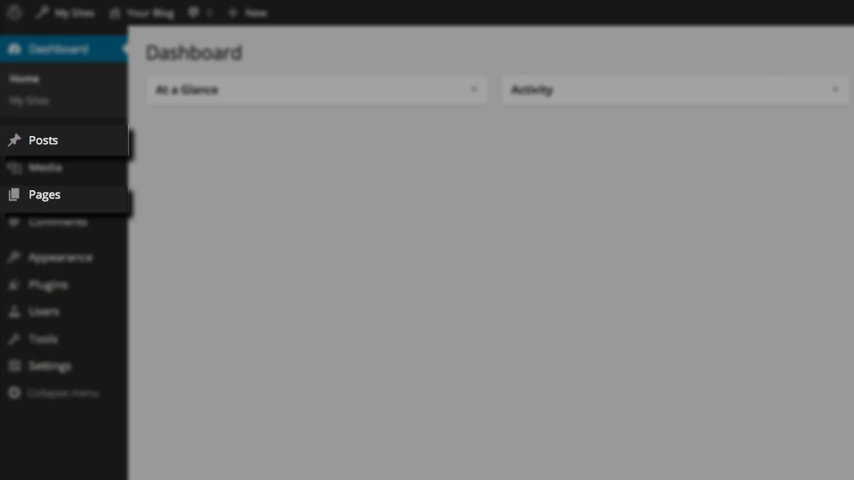 My Sites Your Blog New
Dashboard
Home
My Sites
Posts
Media
Pages
Comments
Appearance
Plugins
Users
Tools
Settings
Collapse menu
Dashboard
At a Glance
Activity